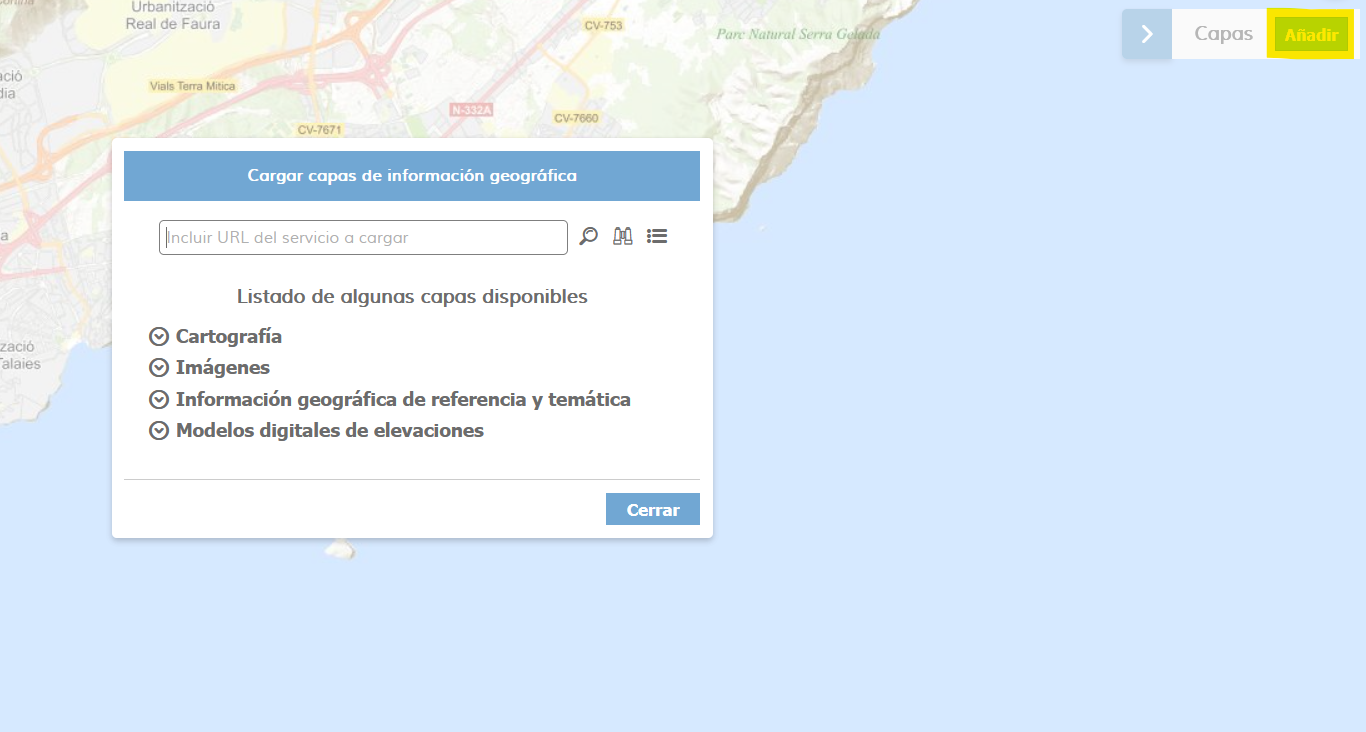 Urbanització
Real de Faura
CV-753
Parc Natural Serra Gelada
Capas
Añadir
Vials Terra Mitica
N-332A
CV-7660
CV-7671
Cargar capas de información geográfica
Incluir URL del servicio a cargar
Listado de algunas capas disponibles
Cartografía
Imágenes
Información geográfica de referencia y temática
Modelos digitales de elevaciones
Cerrar
ació
dia
a
zació
Talaies